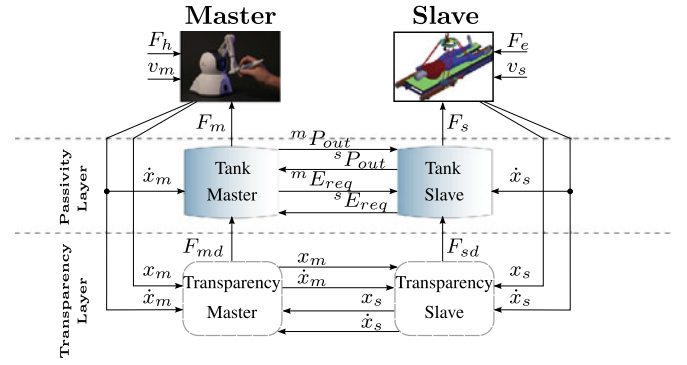 Master
Slave
F_h
v_m
F_e
v_s
F_m
F_s
Passivity
Layer
ẋ_m
Tank
Master
^mP_out
^sP_out
^mE_req
^sE_req
Tank
Slave
ẋ_s
F_md
F_sd
Transparency
Layer
x_m
ẋ_m
Transparency
Master
x_m
ẋ_m
x_s
ẋ_s
Transparency
Slave
x_s
ẋ_s